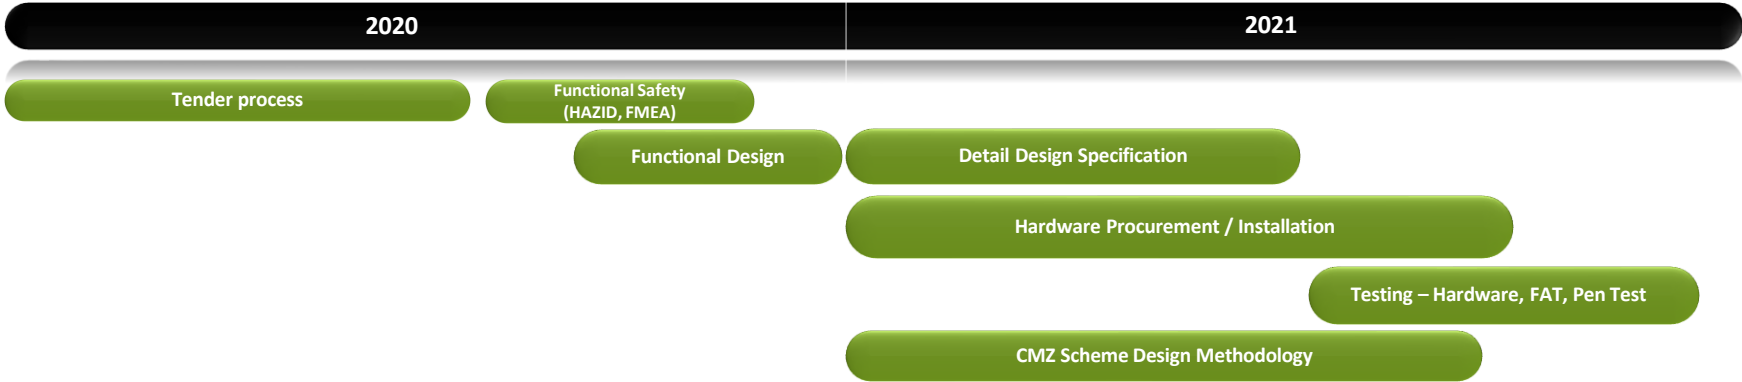 2020
2021
Tender process
Functional Safety
(HAZID, FMEA)
Functional Design
Detail Design Specification
Hardware Procurement / Installation
Testing – Hardware, FAT, Pen Test
CMZ Scheme Design Methodology